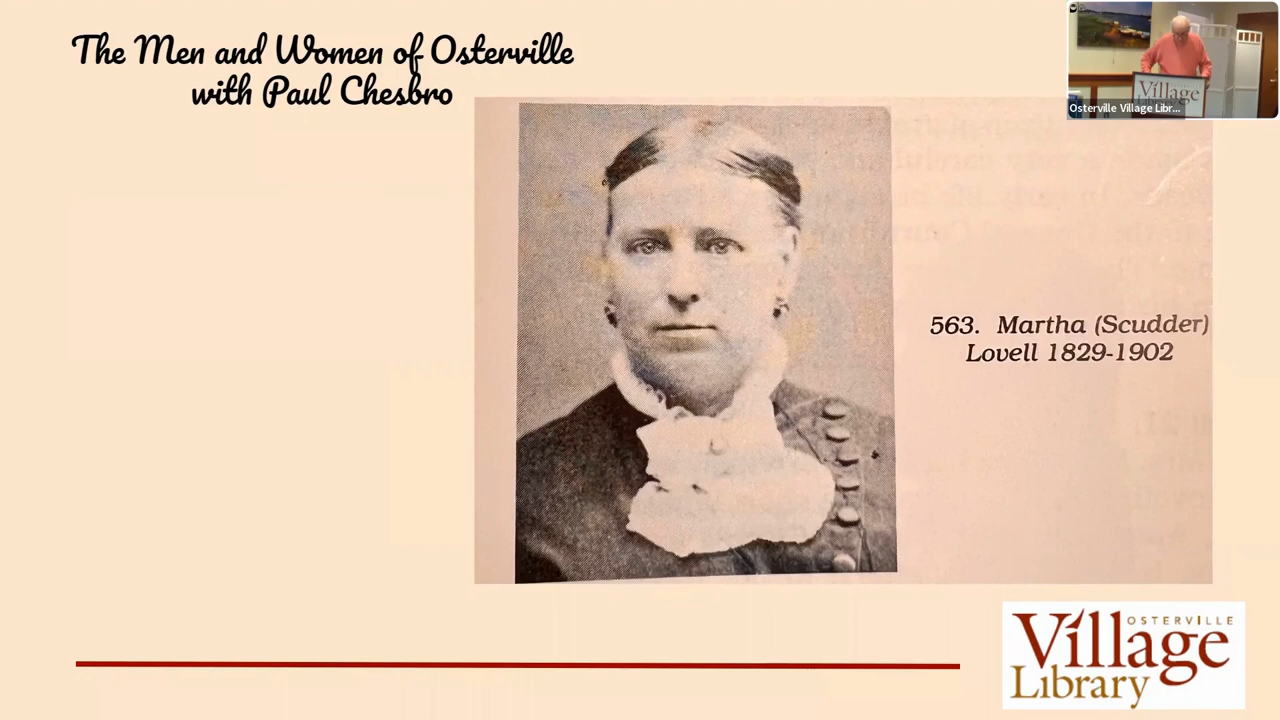 The Men and Women of Osterville
with Paul Chesbro
Village
Library
Osterville Village Libr...
563. Martha (Scudder)
Lovell 1829-1902
OSTERVILLE
Village
LIBRARY